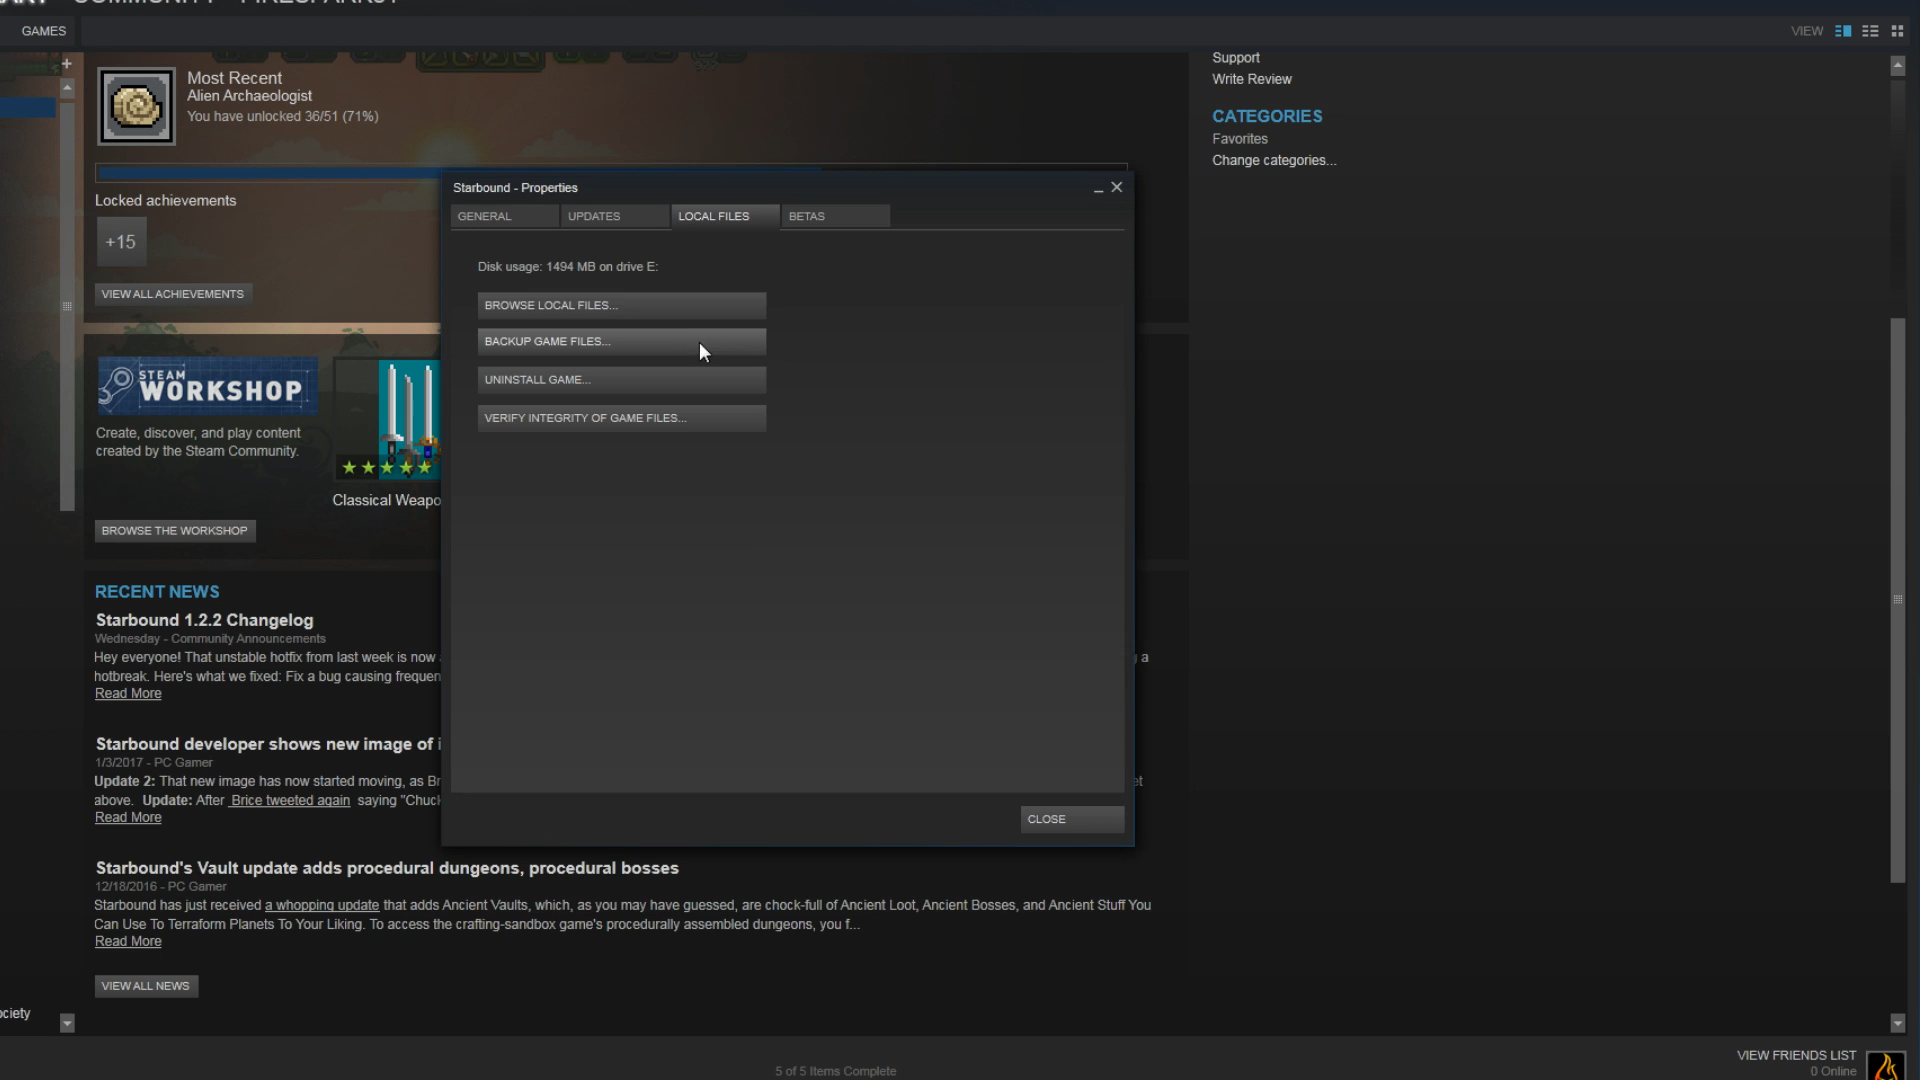 GAMES
VIEW
Most Recent
Alien Archaeologist
You have unlocked 36/51 (71%)
Locked achievements
+15
VIEW ALL ACHIEVEMENTS
STEAM
WORKSHOP
Create, discover, and play content
created by the Steam Community.
Classical Weapo
BROWSE THE WORKSHOP
RECENT NEWS
Starbound 1.2.2 Changelog
Wednesday - Community Announcements
Hey everyone! That unstable hotfix from last week is now
hotbreak. Here's what we fixed: Fix a bug causing frequen
Read More
Starbound developer shows new image of
1/3/2017 - PC Gamer
Update 2: That new image has now started moving, as Br
above. Update: After Brice tweeted again saying "Chuck
Read More
Starbound's Vault update adds procedural dungeons, procedural bosses
12/18/2016 - PC Gamer
Starbound has just received a whopping update that adds Ancient Vaults, which, as you may have guessed, are chock-full of Ancient Loot, Ancient Bosses, and Ancient Stuff You
Can Use To Terraform Planets To Your Liking. To access the crafting-sandbox game's procedurally assembled dungeons, you f...
Read More
VIEW ALL NEWS
ociety
Starbound - Properties
GENERAL
UPDATES
LOCAL FILES
BETAS
Disk usage: 1494 MB on drive E:
BROWSE LOCAL FILES...
BACKUP GAME FILES...
UNINSTALL GAME...
VERIFY INTEGRITY OF GAME FILES...
CLOSE
a
et
Support
Write Review
CATEGORIES
Favorites
Change categories...
5 of 5 Items Complete
VIEW FRIENDS LIST
0 Online